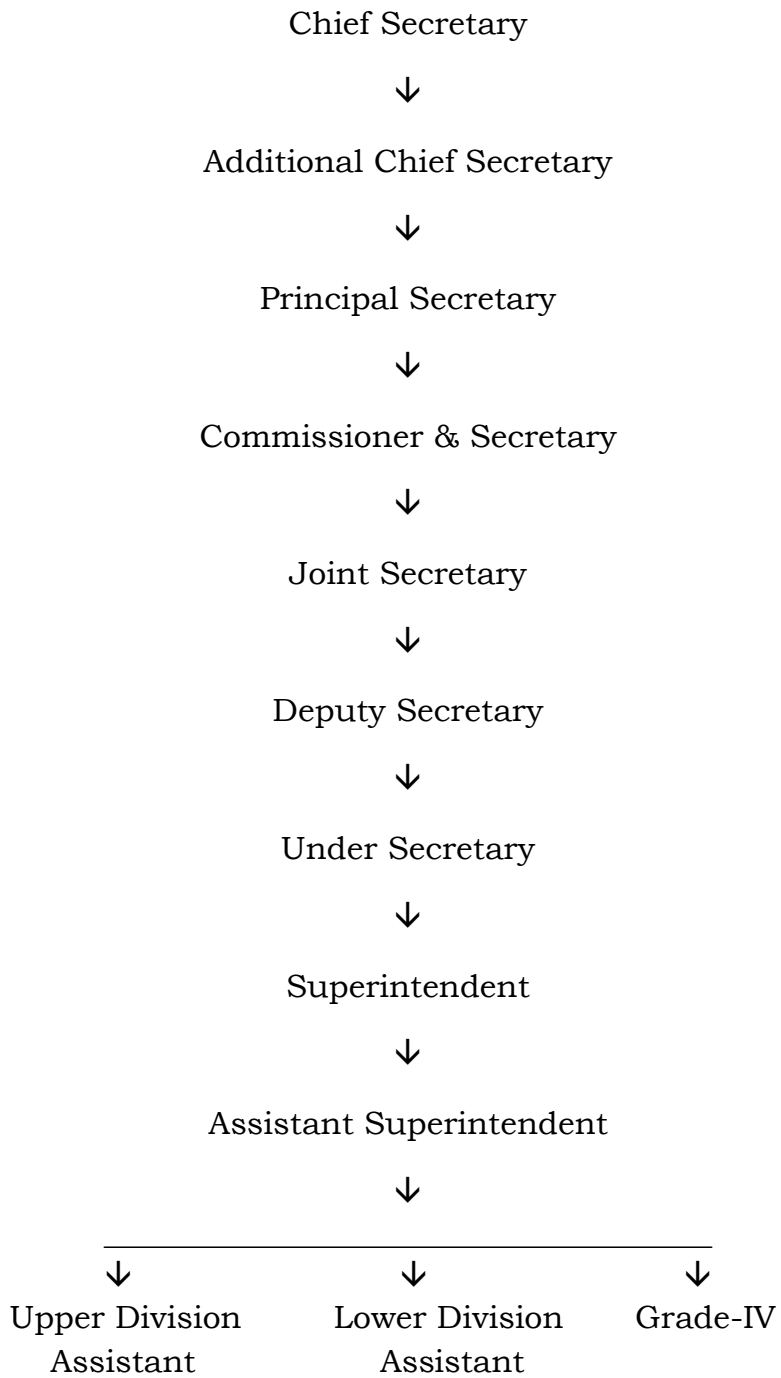 Chief Secretary
↓
Additional Chief Secretary
↓
Principal Secretary
↓
Commissioner & Secretary
↓
Joint Secretary
↓
Deputy Secretary
↓
Under Secretary
↓
Superintendent
↓
Assistant Superintendent
↓
↓ ↓ ↓
Upper Division Lower Division Grade-IV
Assistant Assistant